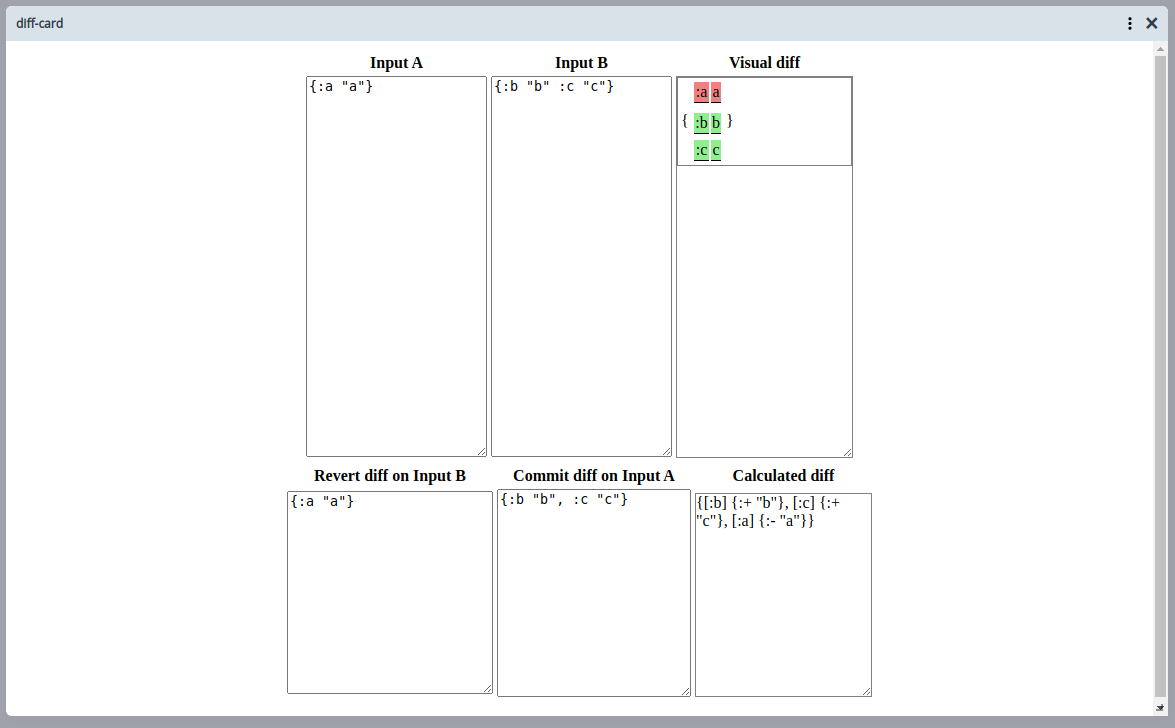 diff-card
Input A
Input B
Visual diff
{:a "a"}
{:b "b" :c "c"}
:a a
{ :b b }
:c c
Revert diff on Input B
Commit diff on Input A
Calculated diff
{:a "a"}
{:b "b", :c "c"}
{[:b] {:+ "b"}, [:c] {:+
"c"}, [:a] {:- "a"}}